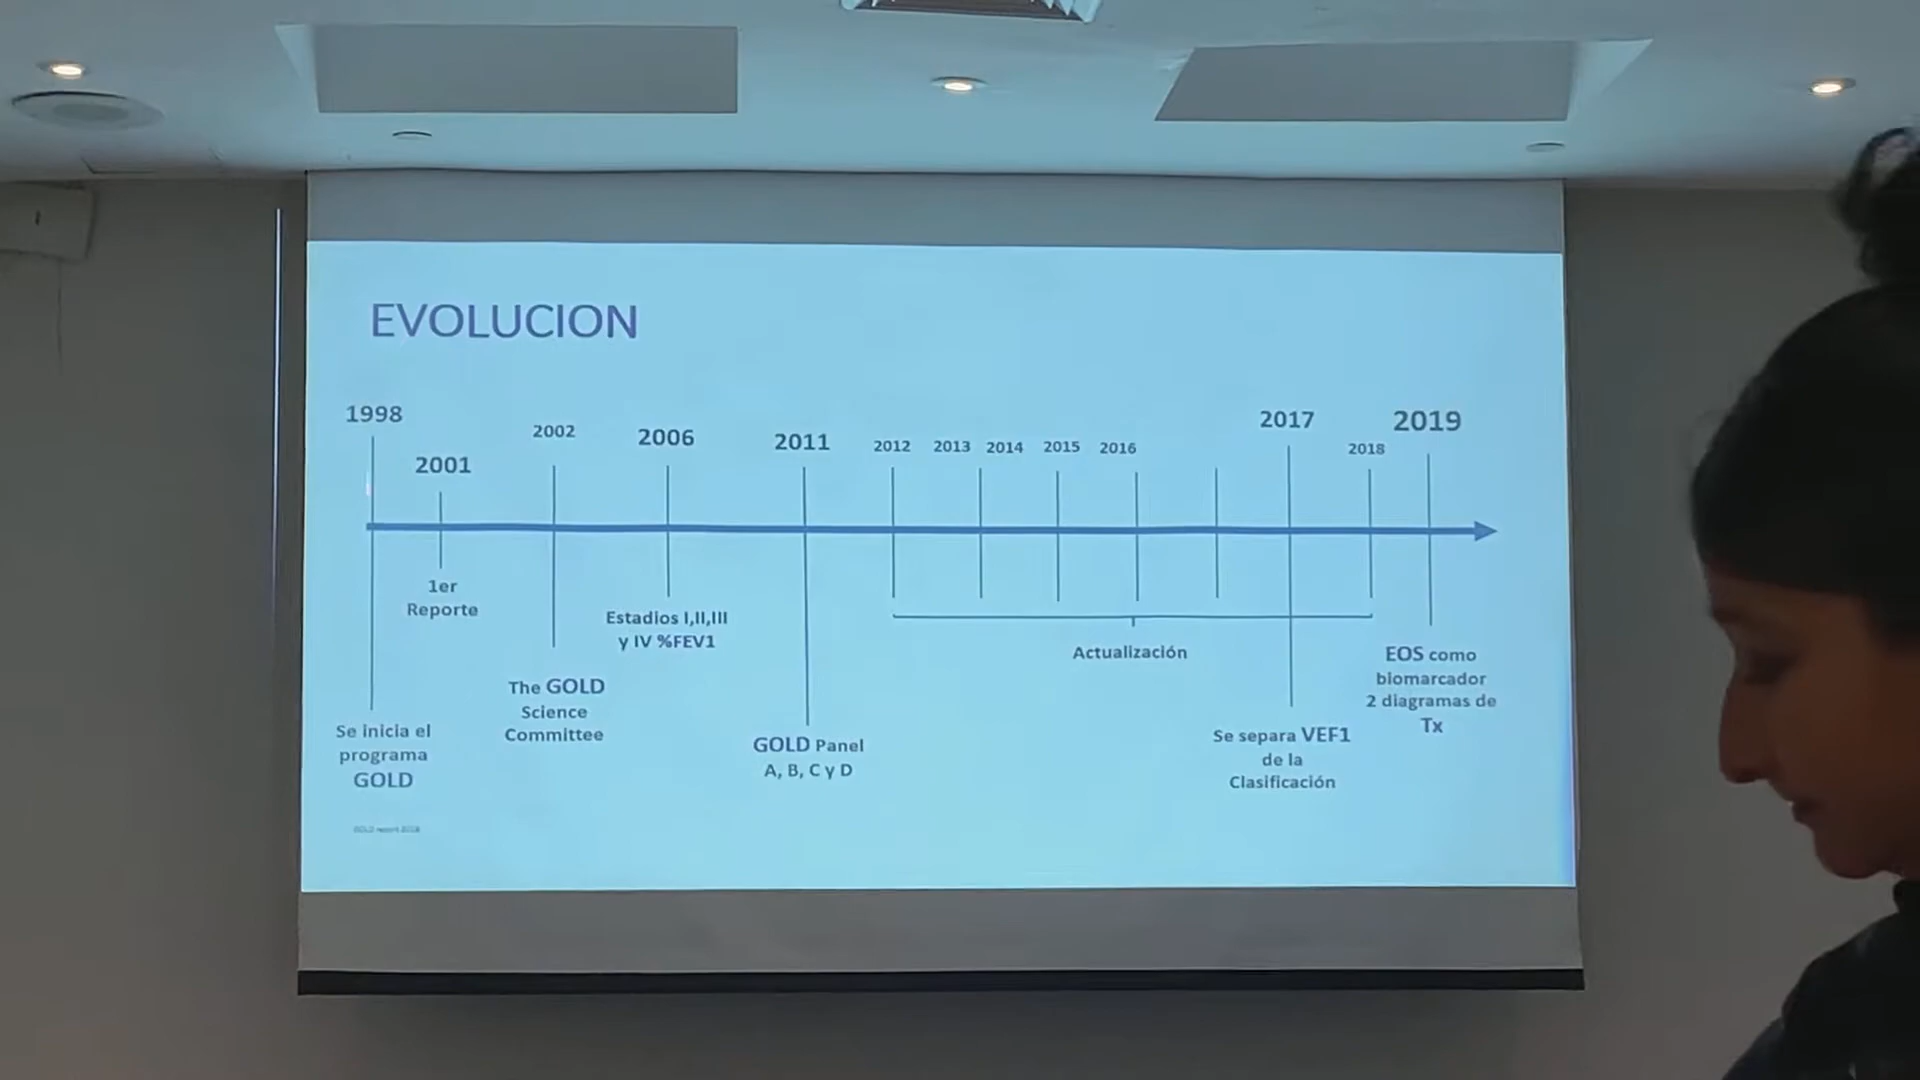 EVOLUCION
1998
2001
2002
2006
2011
2012
2013
2014
2015
2016
2017
2018
2019
1er
Reporte
Estadios I,II,III
y IV %FEV1
Actualización
EOS como
biomarcador
2 diagramas de
Tx
The GOLD
Science
Committee
Se inicia el
programa
GOLD
GOLD Panel
A, B, C y D
Se separa VEF1
de la
Clasificación